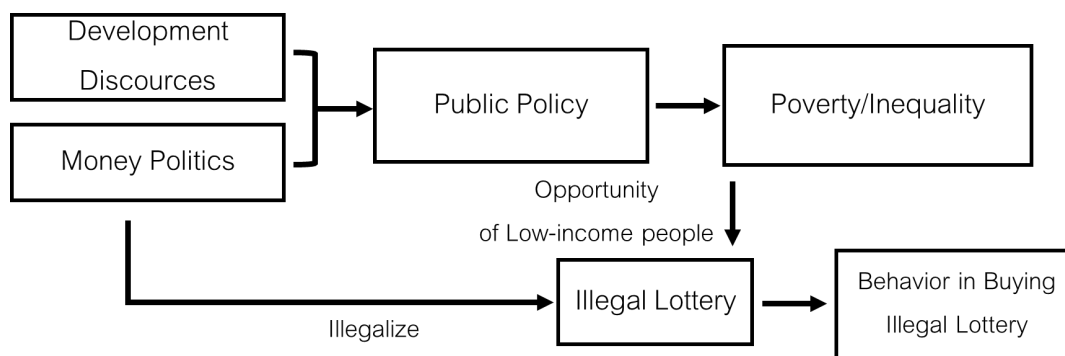 Development
Discources
Money Politics
Public Policy
Poverty/Inequality
Opportunity
of Low-income people
Illegalize
Illegal Lottery
Behavior in Buying
Illegal Lottery